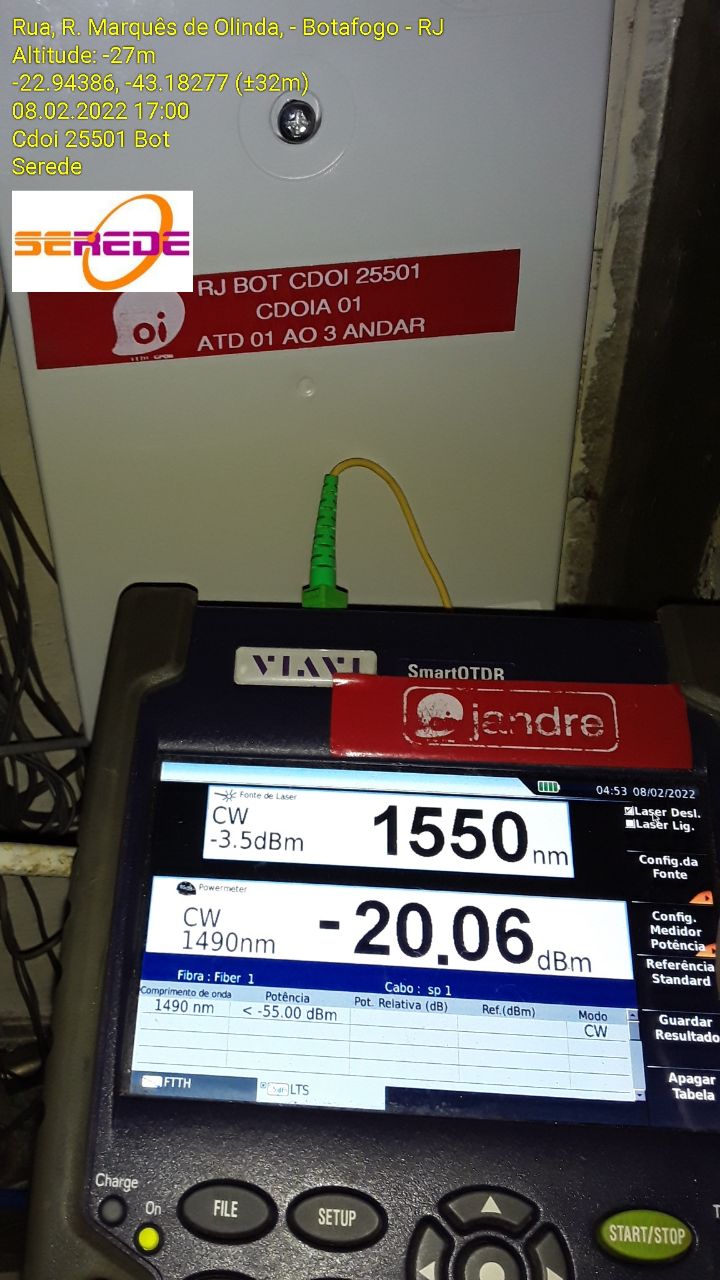 Rua, R. Marquês de Olinda, - Botafogo - RJ
Altitude: -27m
-22.94386, -43.18277 (±32m)
08.02.2022 17:00
Cdoi 25501 Bot
Serede
SEREDE
RJ BOT CDOI 25501
CDOIA 01
oi
ATD 01 AO 3 ANDAR
VIAVI
SmartOTDR
jandre
04:53 08/02/2022
Fonte de Laser
CW
-3.5dBm
1550nm
Laser Desl.
Laser Lig.
Config.da
Fonte
Powermeter
CW
1490nm
-20.06dBm
Config.
Medidor
Potência
Referência
Standard
Fibra : Fiber 1
Cabo : sp 1
Comprimento de onda
Potência
Pot. Relativa (dB)
Ref.(dBm)
Modo
1490 nm
< -55.00 dBm
CW
Guardar
Resultado
Apagar
Tabela
FTTH
LTS
Charge
On
FILE
SETUP
START/STOP